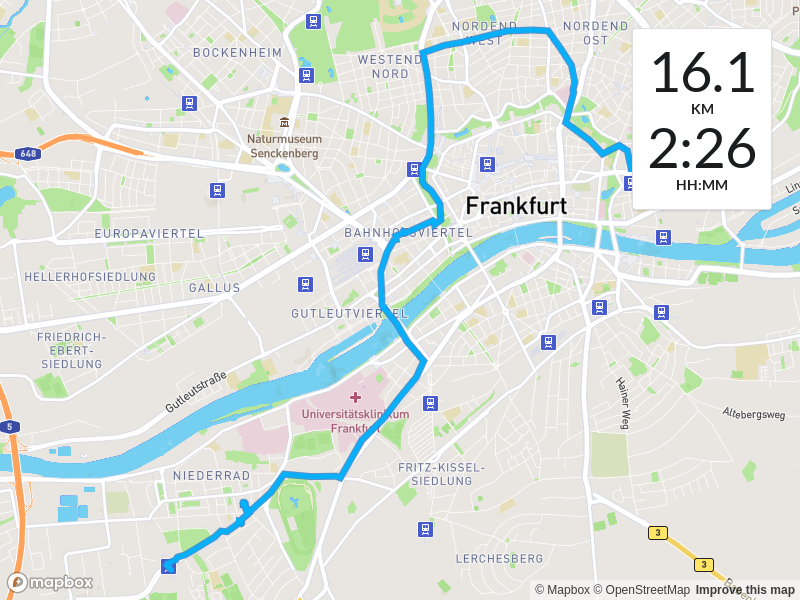 NORDEND
WEST
NORDEND
OST
BOCKENHEIM
WESTEND
NORD
16.1
KM
2:26
HH:MM
Naturmuseum
Senckenberg
648
Frankfurt
EUROPAVIERTEL
BAHNHOFSVIERTEL
HELLERHOFSIEDLUNG
GALLUS
GUTLEUTVIERTEL
FRIEDRICH-
EBERT-
SIEDLUNG
Gutleutstraße
Hainer Weg
Universitätsklinikum
Frankfurt
Altebergsweg
5
NIEDERRAD
FRITZ-KISSEL-
SIEDLUNG
3
LERCHESBERG
3
mapbox
© Mapbox © OpenStreetMap Improve this map